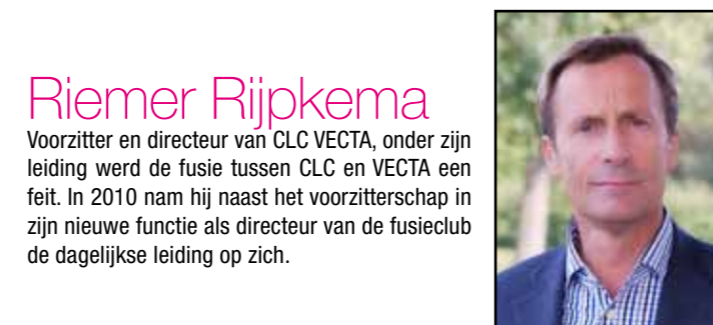 Riemer Rijpkema
Voorzitter en directeur van CLC VECTA, onder zijn
leiding werd de fusie tussen CLC en VECTA een
feit. In 2010 nam hij naast het voorzitterschap in
zijn nieuwe functie als directeur van de fusieclub
de dagelijkse leiding op zich.